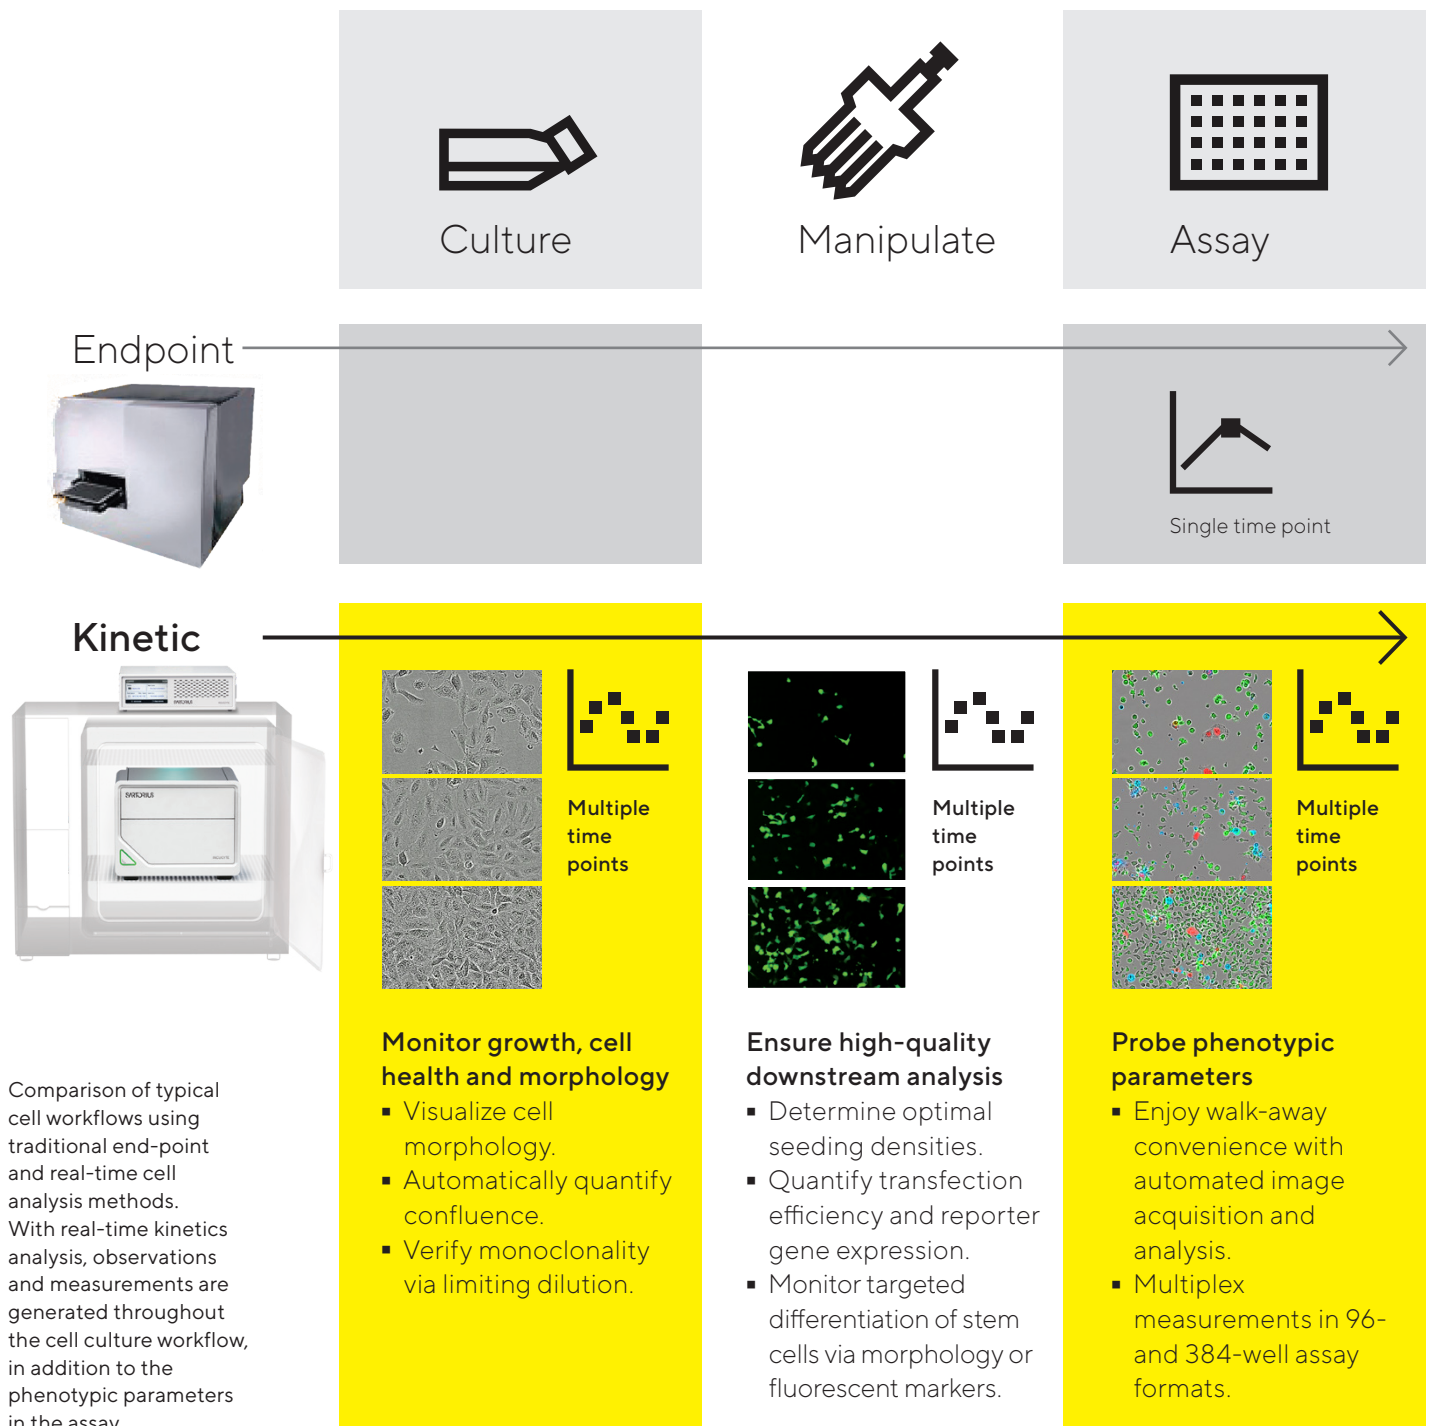 Culture
Manipulate
Assay
Endpoint
Single time point
Kinetic
SARTORIUS
SARTORIUS
Multiple
time
points
Multiple
time
points
Multiple
time
points
Monitor growth, cell
health and morphology
▪ Visualize cell
morphology.
▪ Automatically quantify
confluence.
▪ Verify monoclonality
via limiting dilution.
Ensure high-quality
downstream analysis
▪ Determine optimal
seeding densities.
▪ Quantify transfection
efficiency and reporter
gene expression.
▪ Monitor targeted
differentiation of stem
cells via morphology or
fluorescent markers.
Probe phenotypic
parameters
▪ Enjoy walk-away
convenience with
automated image
acquisition and
analysis.
▪ Multiplex
measurements in 96-
and 384-well assay
formats.
Comparison of typical
cell workflows using
traditional end-point
and real-time cell
analysis methods.
With real-time kinetics
analysis, observations
and measurements are
generated throughout
the cell culture workflow,
in addition to the
phenotypic parameters
in the assay